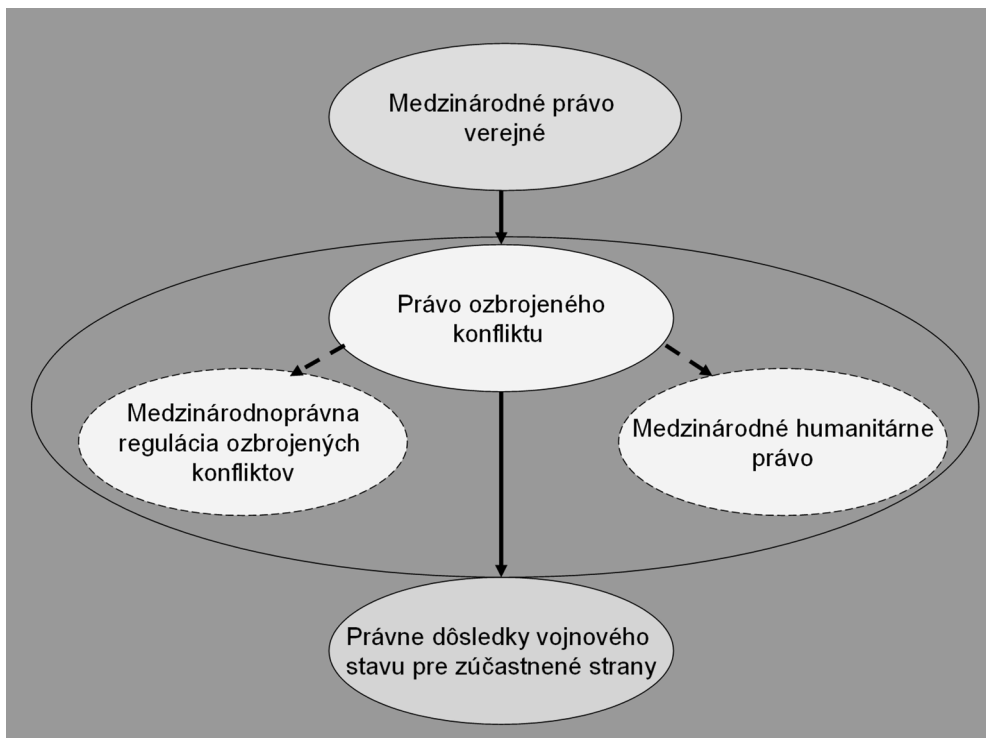 Medzinárodné právo
verejné
Právo ozbrojeného
konfliktu
Medzinárodnoprávna
regulácia ozbrojených
konfliktov
Medzinárodné humanitárne
právo
Právne dôsledky vojnového
stavu pre zúčastnené strany